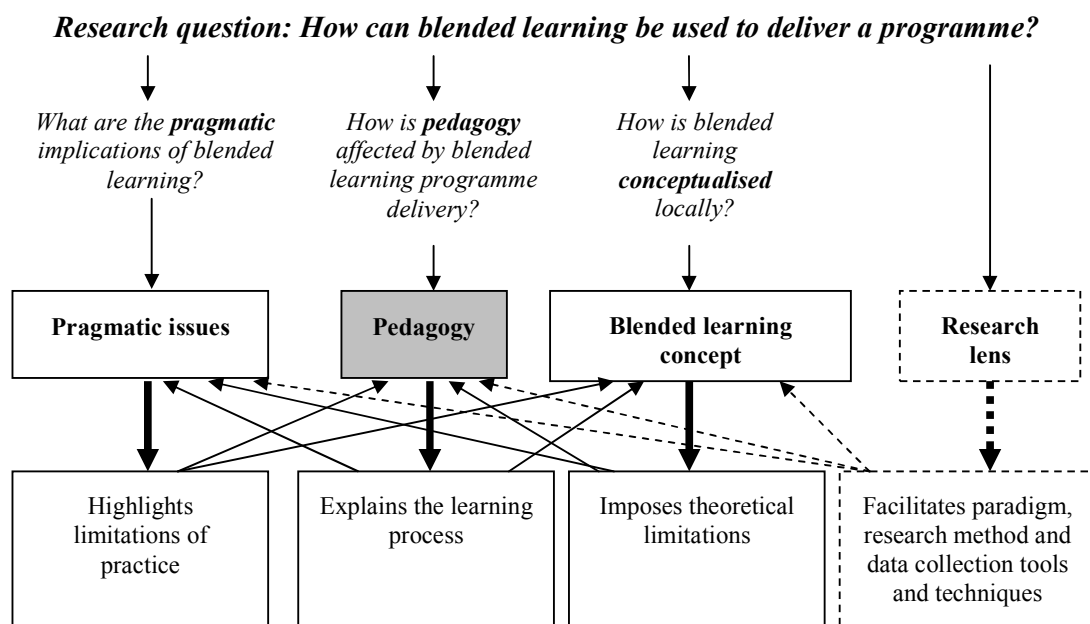 Research question: How can blended learning be used to deliver a programme?
What are the pragmatic
implications of blended
learning?
How is pedagogy
affected by blended
learning programme
delivery?
How is blended
learning
conceptualised
locally?
Pragmatic issues
Pedagogy
Blended learning
concept
Research
lens
Highlights
limitations of
practice
Explains the learning
process
Imposes theoretical
limitations
Facilitates paradigm,
research method and
data collection tools
and techniques